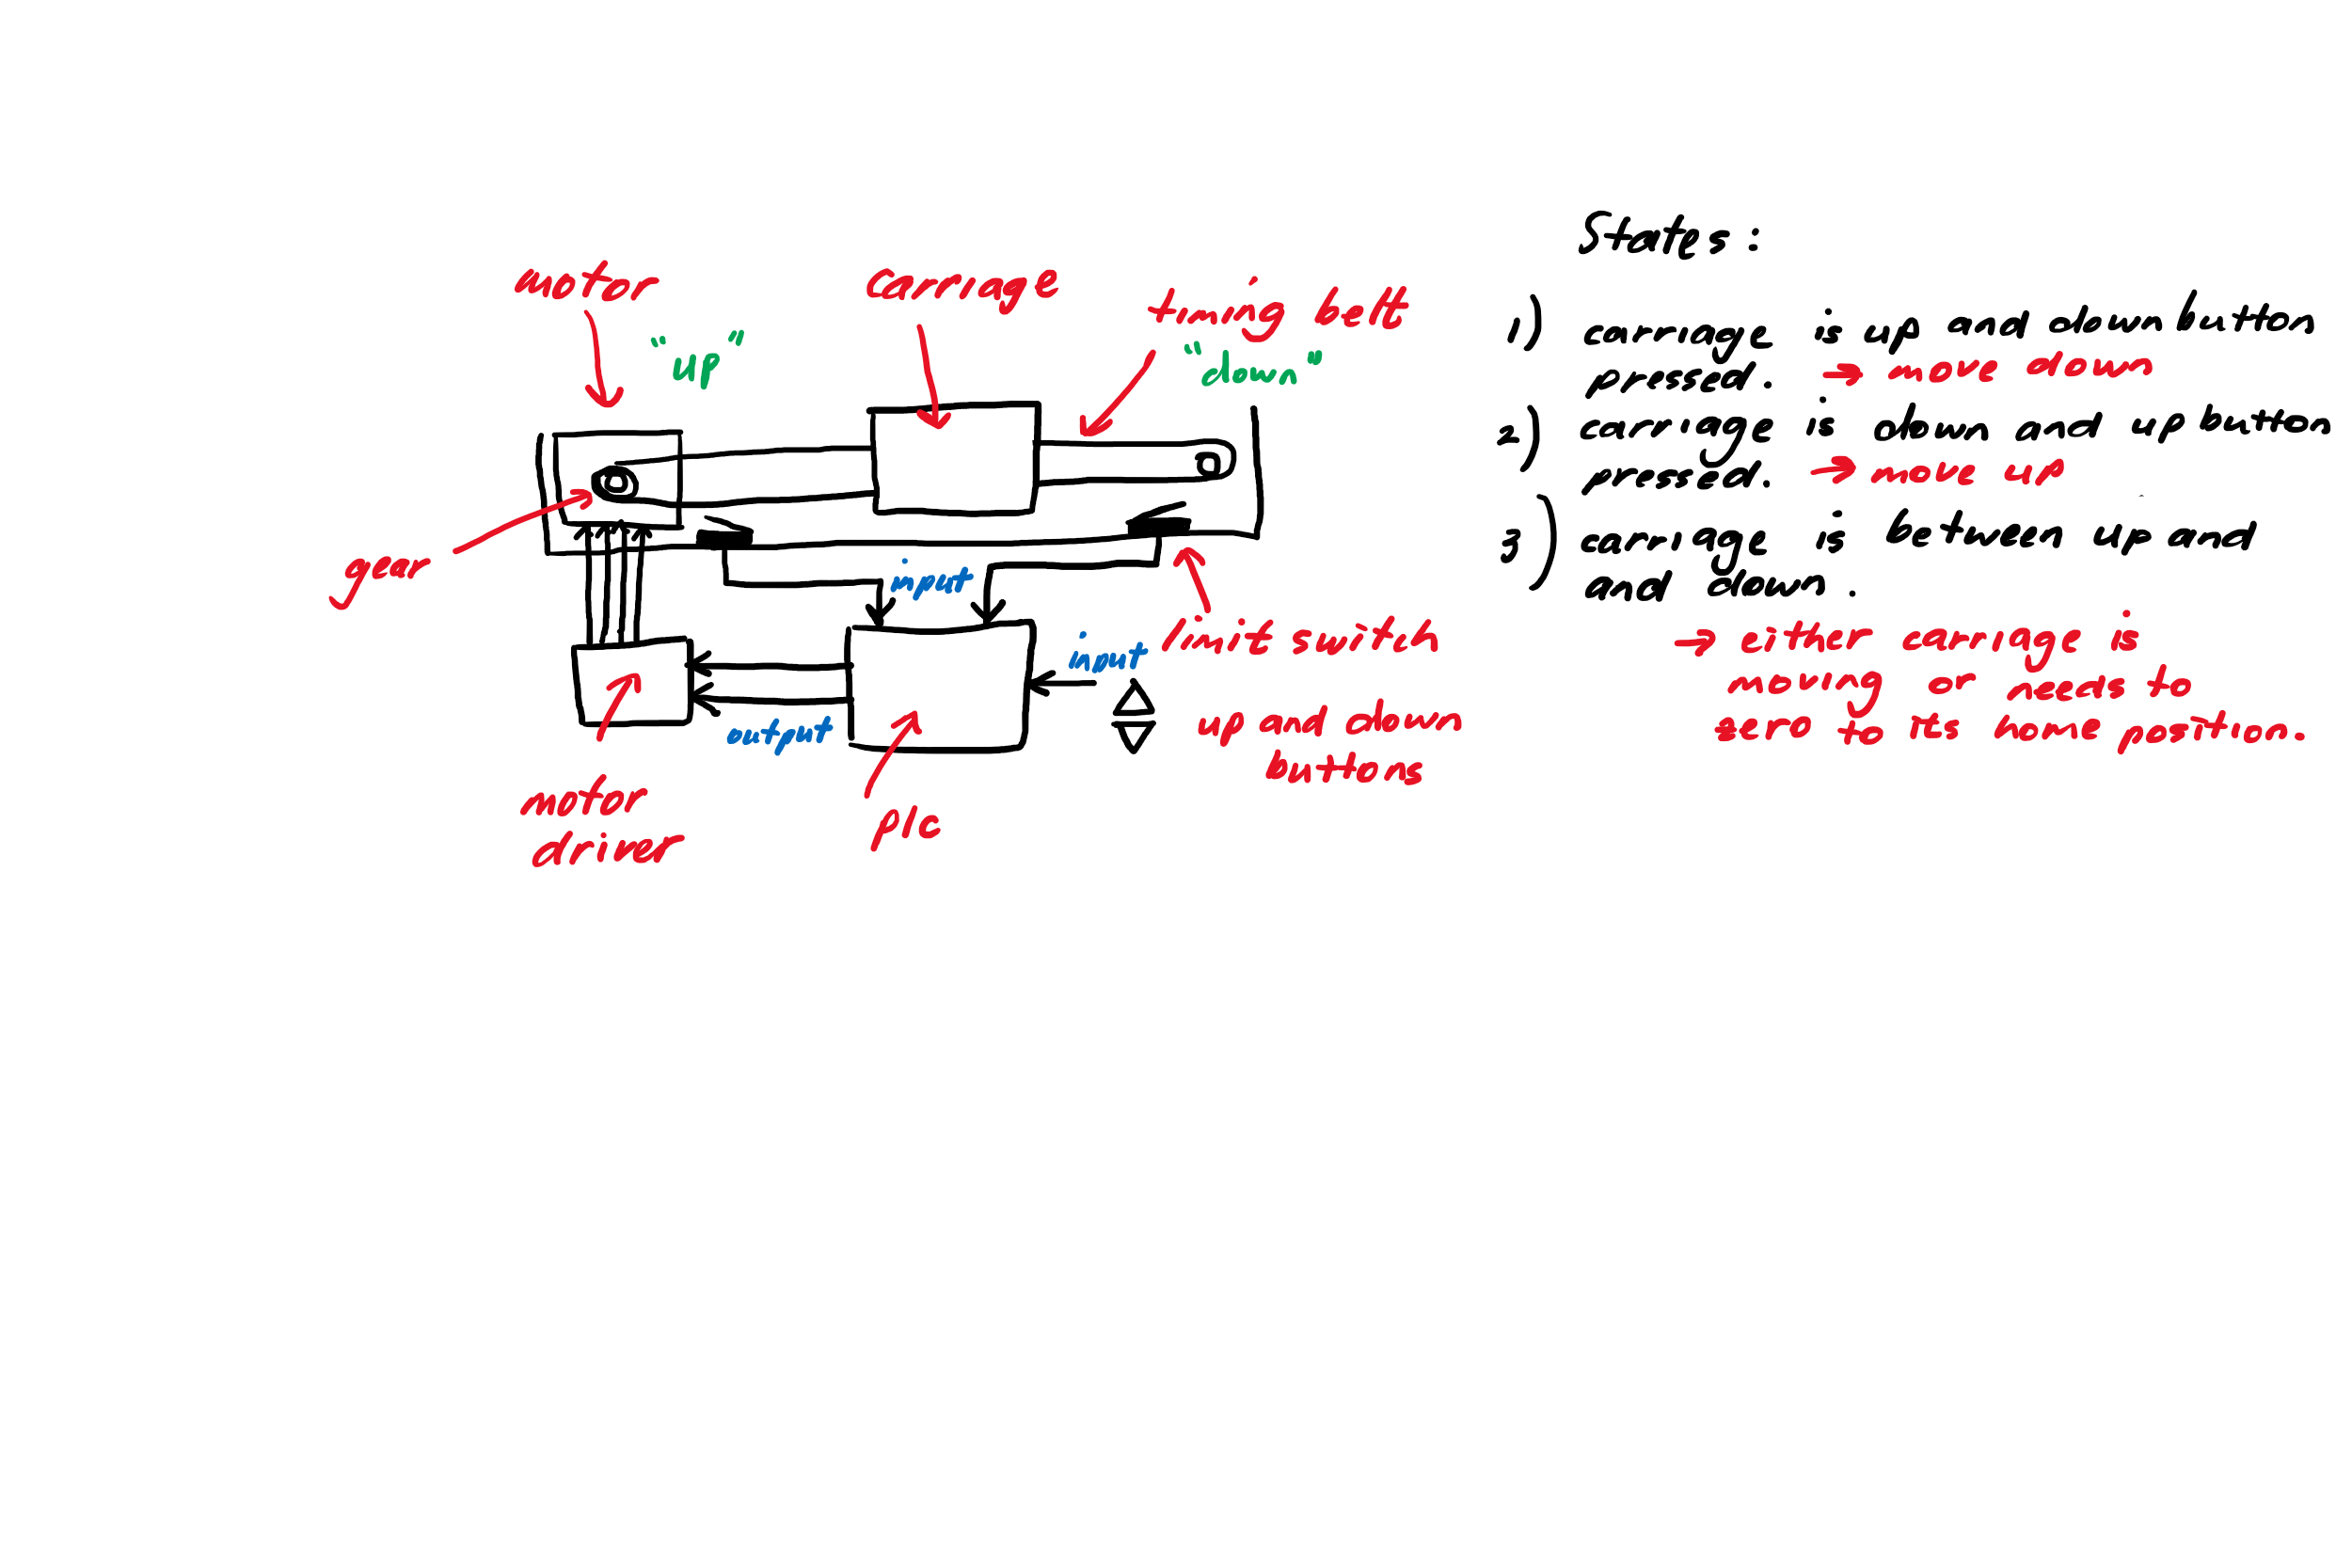 motor
carriage
timing belt
"up"
"down"
gear
input
input
limit switch
output
up and down
buttons
motor
driver
plc
States:
1) carriage is up and down button
pressed. → move down
2) carriage is down and up button
pressed. → move up
3) carriage is between up and
and down.
→ either carriage is
moving or needs to
zero to its home position.